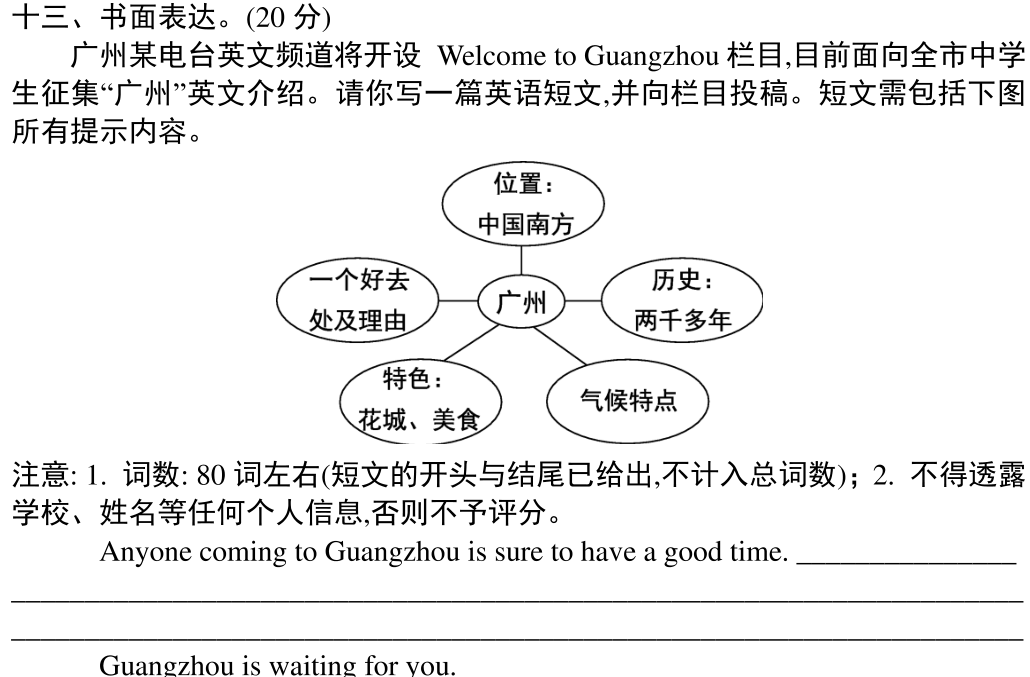 十三、书面表达。(20 分)
广州某电台英文频道将开设 Welcome to Guangzhou 栏目,目前面向全市中学
生征集“广州”英文介绍。请你写一篇英语短文,并向栏目投稿。短文需包括下图
所有提示内容。
位置：
中国南方
一个好去
处及理由
广州
历史：
两千多年
特色：
花城、美食
气候特点
注意: 1. 词数: 80 词左右(短文的开头与结尾已给出,不计入总词数)；2. 不得透露
学校、姓名等任何个人信息,否则不予评分。
Anyone coming to Guangzhou is sure to have a good time. _______________
Guangzhou is waiting for you.